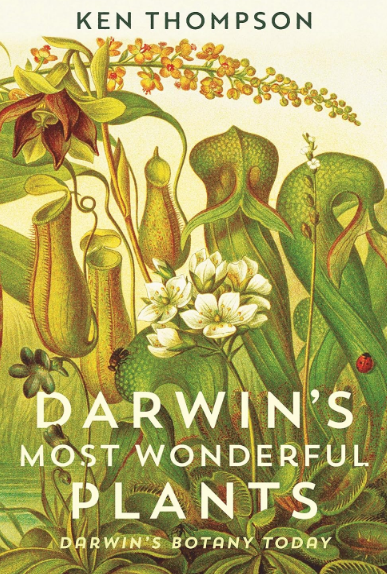 KEN THOMPSON
DARWIN'S
MOST WONDERFUL
PLANTS
DARWIN'S BOTANY TODAY